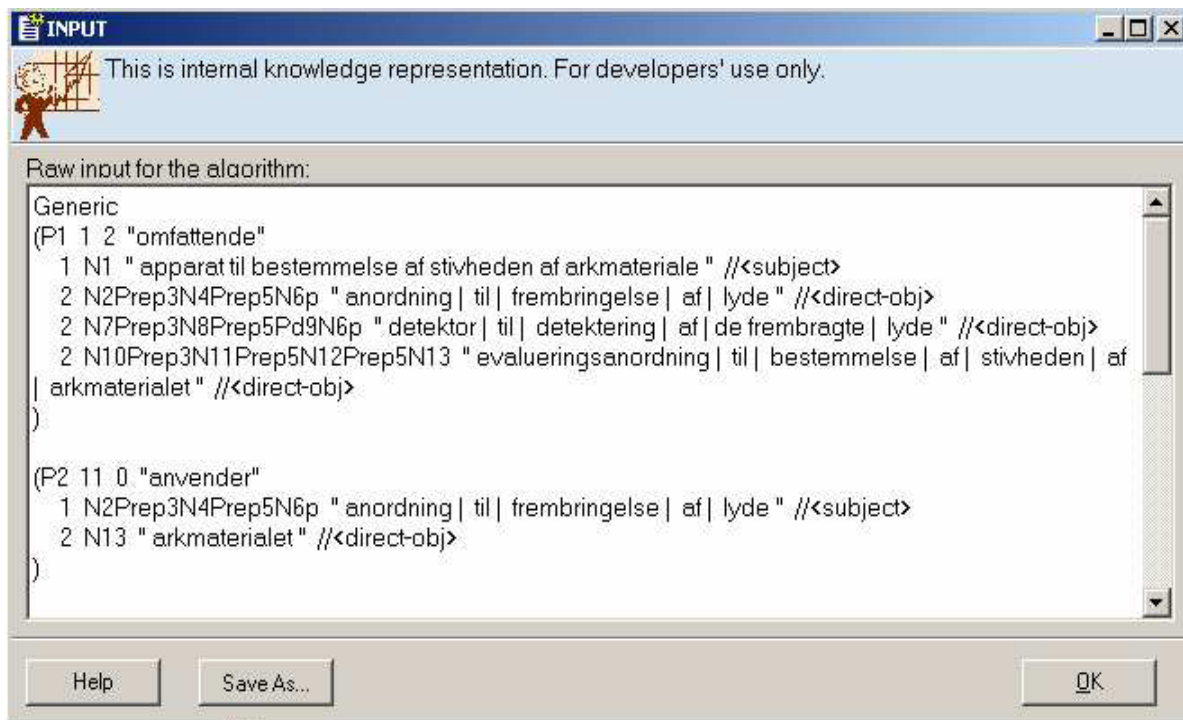 INPUT
This is internal knowledge representation. For developers' use only.
Raw input for the algorithm:
Generic
(P1 1 2 "omfattende"
1 N1 " apparat til bestemmelse af stivheden af arkmateriale " //<subject>
2 N2Prep3N4Prep5N6p " anordning | til | frembringelse | af | lyde " //<direct-obj>
2 N7Prep3N8Prep5Pd9N6p " detektor | til | detektering | af | de frembragte | lyde " //<direct-obj>
2 N10Prep3N11Prep5N12Prep5N13 " evalueringsanordning | til | bestemmelse | af | stivheden | af
| arkmaterialet " //<direct-obj>
)
(P2 11 0 "anvender"
1 N2Prep3N4Prep5N6p " anordning | til | frembringelse | af | lyde " //<subject>
2 N13 " arkmaterialet " //<direct-obj>
)
Help Save As... OK